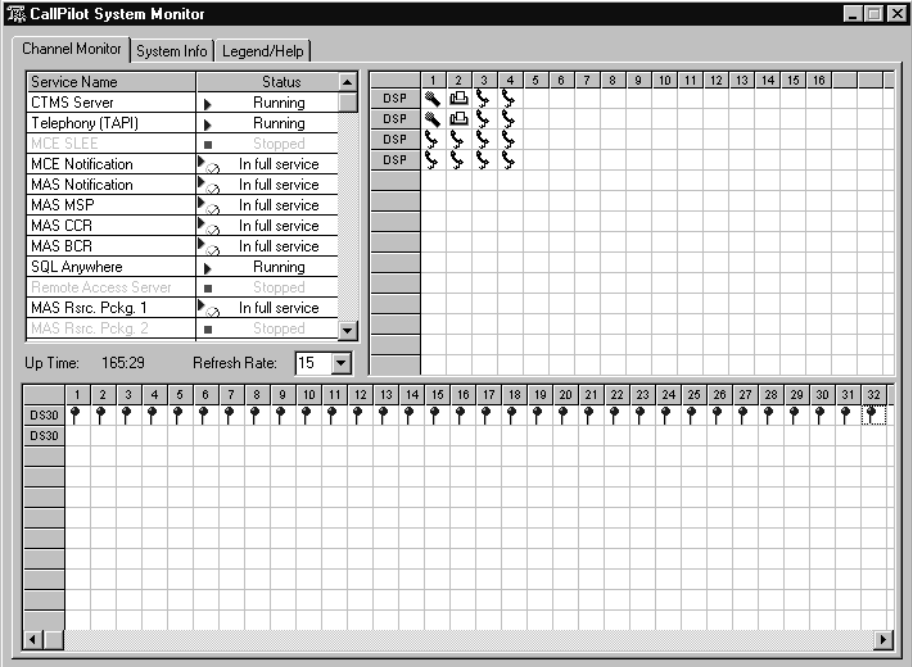 CallPilot System Monitor
Channel Monitor System Info Legend/Help
Service Name Status
CTMS Server Running
Telephony (TAPI) Running
MCE SLEE Stopped
MCE Notification In full service
MAS Notification In full service
MAS MSP In full service
MAS CCR In full service
MAS BCR In full service
SQL Anywhere Running
Remote Access Server Stopped
MAS Rsrc. Pckg. 1 In full service
MAS Rsrc. Pckg. 2 Stopped
Up Time: 165:29 Refresh Rate: 15
1 2 3 4 5 6 7 8 9 10 11 12 13 14 15 16
DSP
DSP
DSP
DSP
1 2 3 4 5 6 7 8 9 10 11 12 13 14 15 16 17 18 19 20 21 22 23 24 25 26 27 28 29 30 31 32
DS30
DS30